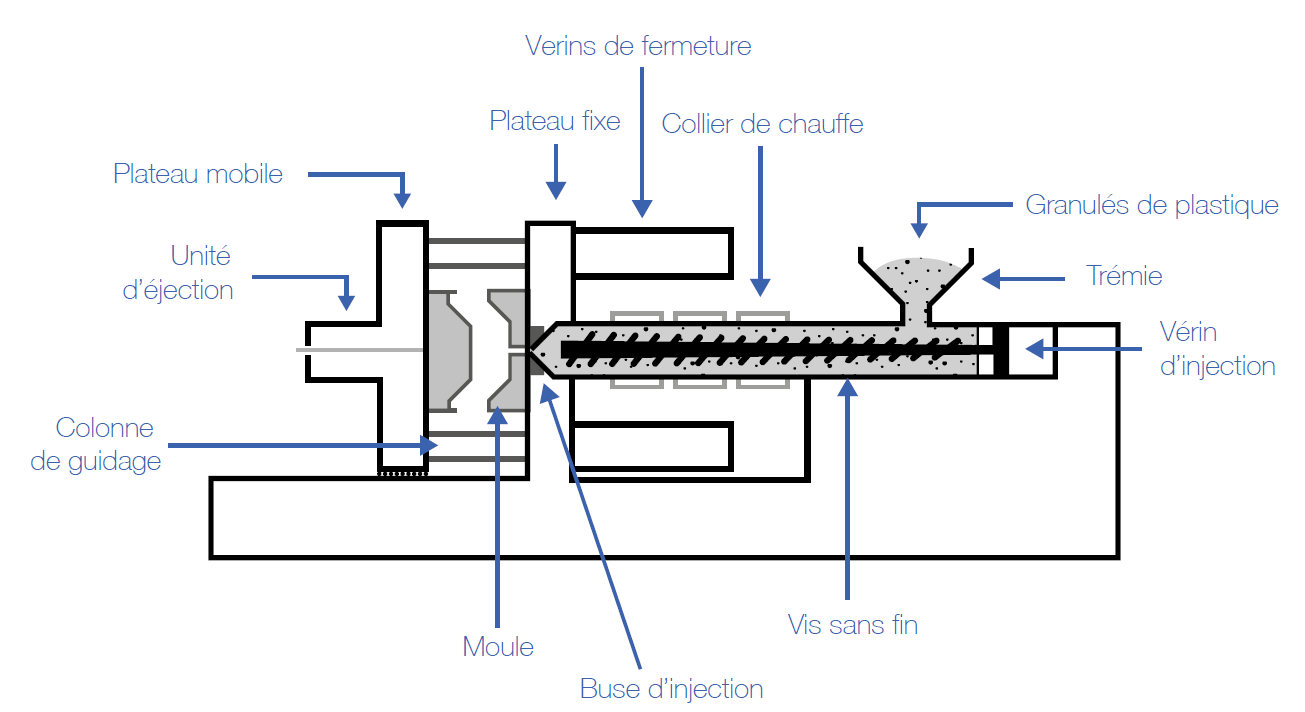 Verins de fermeture
Plateau fixe
Collier de chauffe
Plateau mobile
Granulés de plastique
Unité
d'éjection
Trémie
Vérin
d'injection
Colonne
de guidage
Vis sans fin
Moule
Buse d'injection